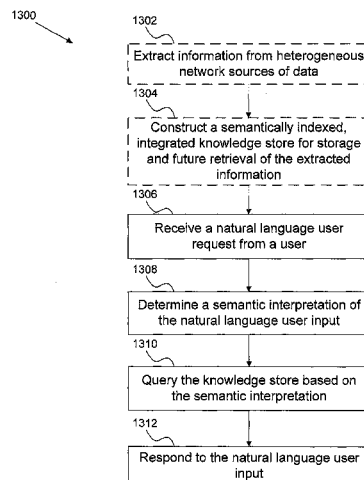 1300
1302
Extract information from heterogeneous
network sources of data
1304
Construct a semantically indexed,
integrated knowledge store for storage
and future retrieval of the extracted
information
1306
Receive a natural language user
request from a user
1308
Determine a semantic interpretation of
the natural language user input
1310
Query the knowledge store based on
the semantic interpretation
1312
Respond to the natural language user
input